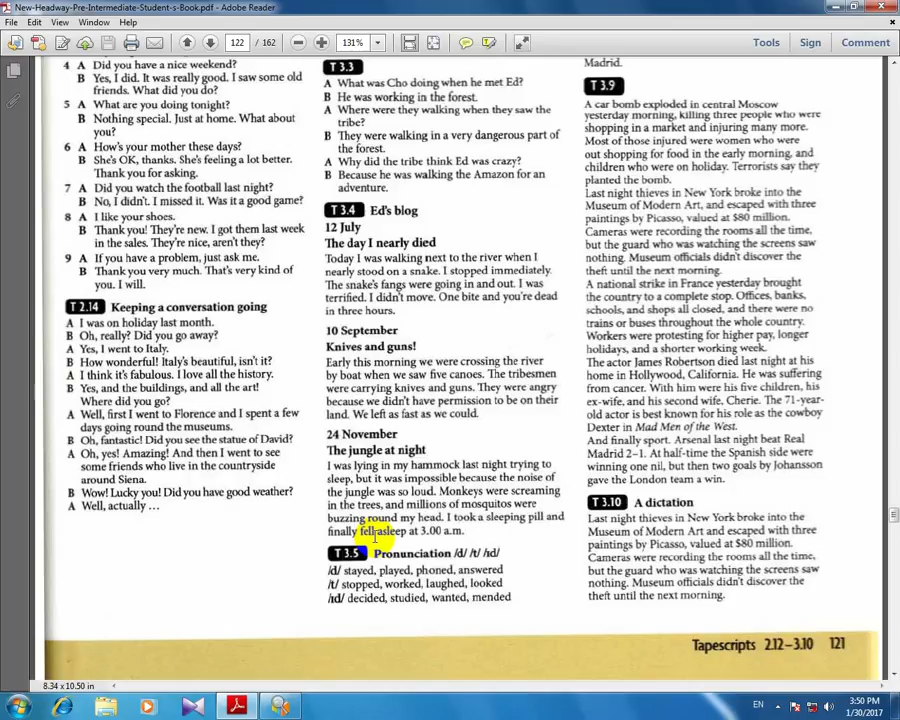 New-Headway-Pre-Intermediate-Student-s-Book.pdf - Adobe Reader
File Edit View Window Help
122 / 162 131%
Tools Sign Comment
4 A Did you have a nice weekend?
B Yes, I did. It was really good. I saw some old
friends. What did you do?
5 A What are you doing tonight?
B Nothing special. Just at home. What about
you?
6 A How's your mother these days?
B She's OK, thanks. She's feeling a lot better.
Thank you for asking.
7 A Did you watch the football last night?
B No, I didn't. I missed it. Was it a good game?
8 A I like your shoes.
B Thank you! They're new. I got them last week
in the sales. They're nice, aren't they?
9 A If you have a problem, just ask me.
B Thank you very much. That's very kind of
you. I will.
T 2.14 Keeping a conversation going
A I was on holiday last month.
B Oh, really? Did you go away?
A Yes, I went to Italy.
B How wonderful! Italy's beautiful, isn't it?
A I think it's fabulous. I love all the history.
B Yes, and the buildings, and all the art!
Where did you go?
A Well, first I went to Florence and I spent a few
days going round the museums.
B Oh, fantastic! Did you see the statue of David?
A Oh, yes! Amazing! And then I went to see
some friends who live in the countryside
around Siena.
B Wow! Lucky you! Did you have good weather?
A Well, actually ...
T 3.3
A What was Cho doing when he met Ed?
B He was working in the forest.
A Where were they walking when they saw the
tribe?
B They were walking in a very dangerous part of
the forest.
A Why did the tribe think Ed was crazy?
B Because he was walking the Amazon for an
adventure.
T 3.4 Ed's blog
12 July
The day I nearly died
Today I was walking next to the river when I
nearly stood on a snake. I stopped immediately.
The snake's fangs were going in and out. I was
terrified. I didn't move. One bite and you're dead
in three hours.
10 September
Knives and guns!
Early this morning we were crossing the river
by boat when we saw five canoes. The tribesmen
were carrying knives and guns. They were angry
because we didn't have permission to be on their
land. We left as fast as we could.
24 November
The jungle at night
I was lying in my hammock last night trying to
sleep, but it was impossible because the noise of
the jungle was so loud. Monkeys were screaming
in the trees, and millions of mosquitos were
buzzing round my head. I took a sleeping pill and
finally fell asleep at 3.00 a.m.
T 3.5 Pronunciation /d/ /t/ /ɪd/
/d/ stayed, played, phoned, answered
/t/ stopped, worked, laughed, looked
/ɪd/ decided, studied, wanted, mended
Madrid.
T 3.9
A car bomb exploded in central Moscow
yesterday morning, killing three people who were
shopping in a market and injuring many more.
Most of those injured were women who were
out shopping for food in the early morning, and
children who were on holiday. Terrorists say they
planted the bomb.
Last night thieves in New York broke into the
Museum of Modern Art, and escaped with three
paintings by Picasso, valued at $80 million.
Cameras were recording the rooms all the time,
but the guard who was watching the screens saw
nothing. Museum officials didn't discover the
theft until the next morning.
A national strike in France yesterday brought
the country to a complete stop. Offices, banks,
schools, and shops all closed, and there were no
trains or buses throughout the whole country.
Workers were protesting for higher pay, longer
holidays, and a shorter working week.
The actor James Robertson died last night at his
home in Hollywood, California. He was suffering
from cancer. With him were his five children, his
ex-wife, and his second wife, Cherie. The 71-year-
old actor is best known for his role as the cowboy
Dexter in Mad Men of the West.
And finally sport. Arsenal last night beat Real
Madrid 2–1. At half-time the Spanish side were
winning one nil, but then two goals by Johansson
gave the London team a win.
T 3.10 A dictation
Last night thieves in New York broke into the
Museum of Modern Art, and escaped with three
paintings by Picasso, valued at $80 million.
Cameras were recording the rooms all the time,
but the guard who was watching the screens saw
nothing. Museum officials didn't discover the
theft until the next morning.
Tapescripts 2.12–3.10 121
8.34 x 10.50 in
EN
3:50 PM
1/30/2017